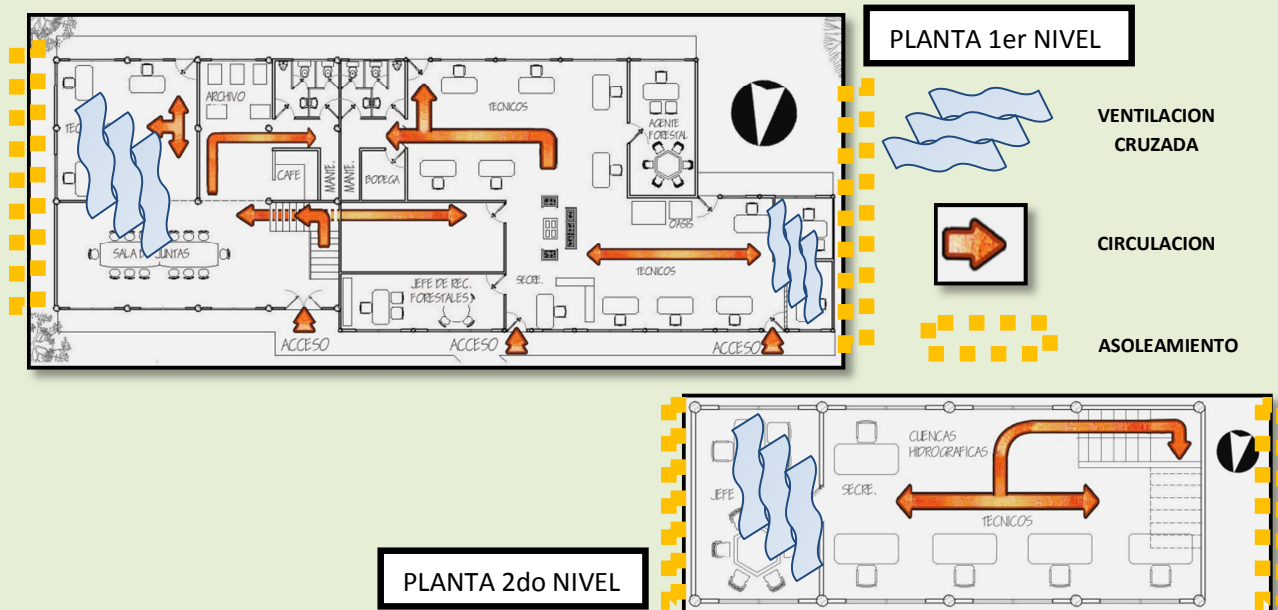 PLANTA 1er NIVEL
VENTILACION
CRUZADA
CIRCULACION
ASOLEAMIENTO
ARCHIVO
TECNICOS
AGENTE
FORESTAL
CAFE
MANTE.
MANTE.
BODEGA
OASIS
SALA DE JUNTAS
JEFE DE REC.
FORESTALES
SECRE.
TECNICOS
ACCESO
ACCESO
ACCESO
PLANTA 2do NIVEL
CUENCAS
HIDROGRAFICAS
JEFE
SECRE.
TECNICOS